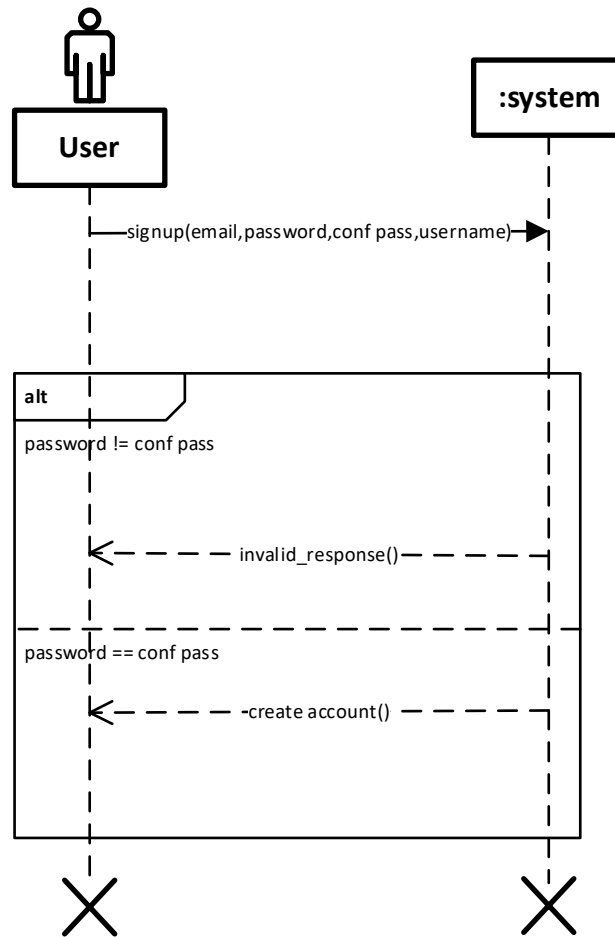 User
:system
signup(email,password,conf pass,username)
alt
password != conf pass
invalid_response()
password == conf pass
create account()